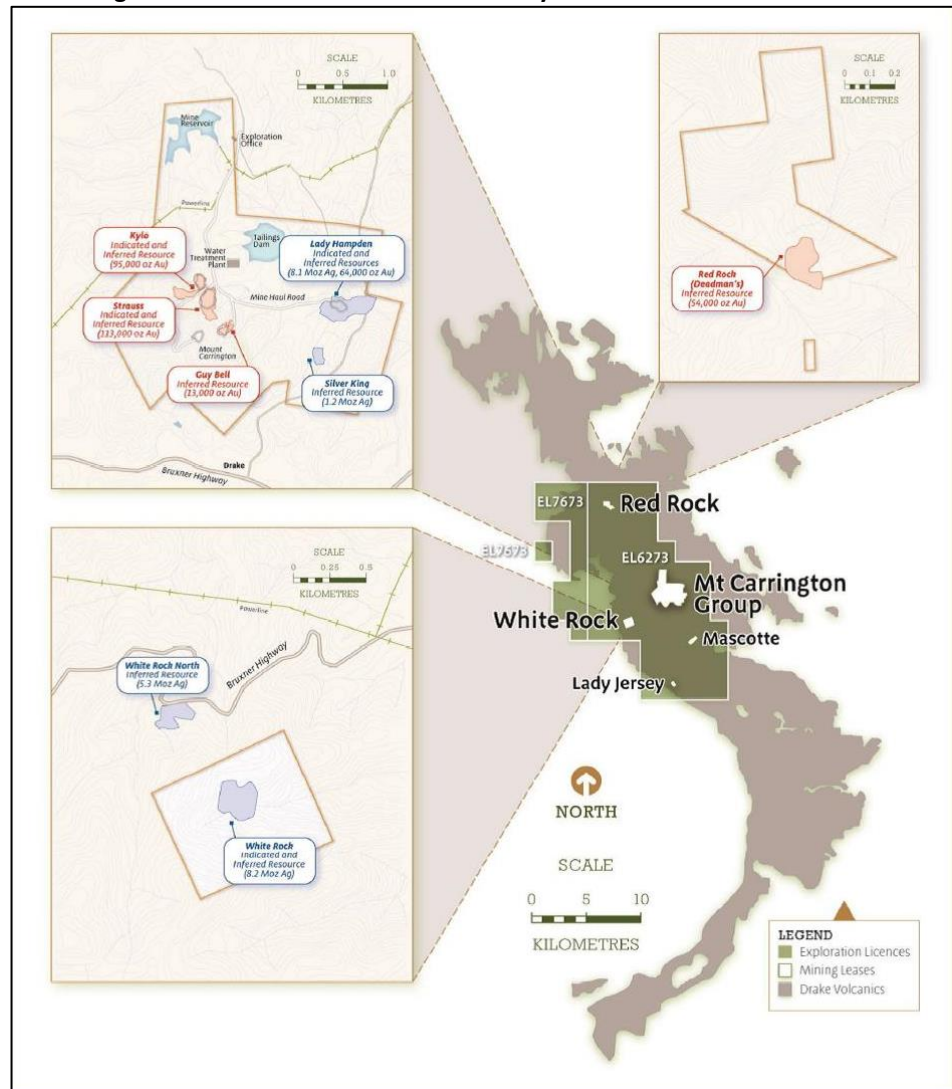 SCALE
0 0.5 1.0
KILOMETRES
Mine
Reservoir
Exploration
Office
Powerline
Kylo
Indicated and
Inferred Resource
(95,000 oz Au)
Water
Treatment
Plant
Tailings
Dam
Lady Hampden
Indicated and
Inferred Resources
(8.1 Moz Ag, 64,000 oz Au)
Mine Haul Road
Strauss
Indicated and
Inferred Resource
(113,000 oz Au)
Mount
Carrington
Guy Bell
Inferred Resource
(13,000 oz Au)
Silver King
Inferred Resource
(1.2 Moz Ag)
Drake
Bruxner Highway
SCALE
0 0.1 0.2
KILOMETRES
Red Rock
(Deadman's)
Inferred Resource
(54,000 oz Au)
SCALE
0 0.25 0.5
KILOMETRES
Powerline
Bruxner Highway
White Rock North
Inferred Resource
(5.3 Moz Ag)
White Rock
Indicated and
Inferred Resource
(8.2 Moz Ag)
EL7673
Red Rock
EL7673
EL6273
Mt Carrington
Group
White Rock
Mascotte
Lady Jersey
NORTH
SCALE
0 5 10
KILOMETRES
LEGEND
Exploration Licences
Mining Leases
Drake Volcanics